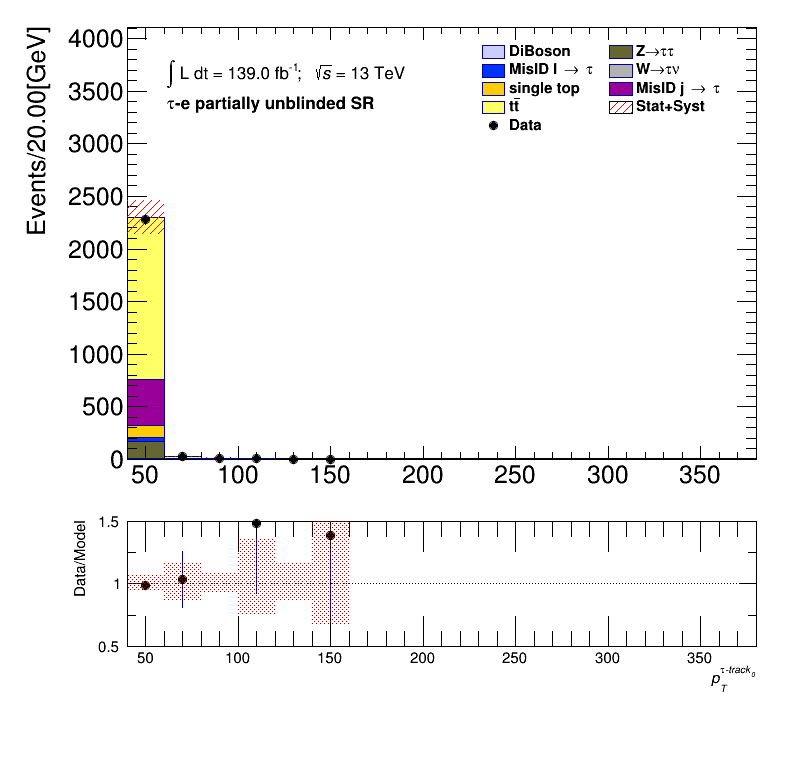 Events/20.00[GeV]
4000
3500
3000
2500
2000
1500
1000
500
0
∫ L dt = 139.0 fb⁻¹; √s = 13 TeV
τ-e partially unblinded SR
DiBoson
MisID l → τ
single top
tt̄
Data
Z→ττ
W→τν
MisID j → τ
Stat+Syst
50 100 150 200 250 300 350
Data/Model
1.5
1
0.5
50 100 150 200 250 300 350
p_T^{τ-track_0}